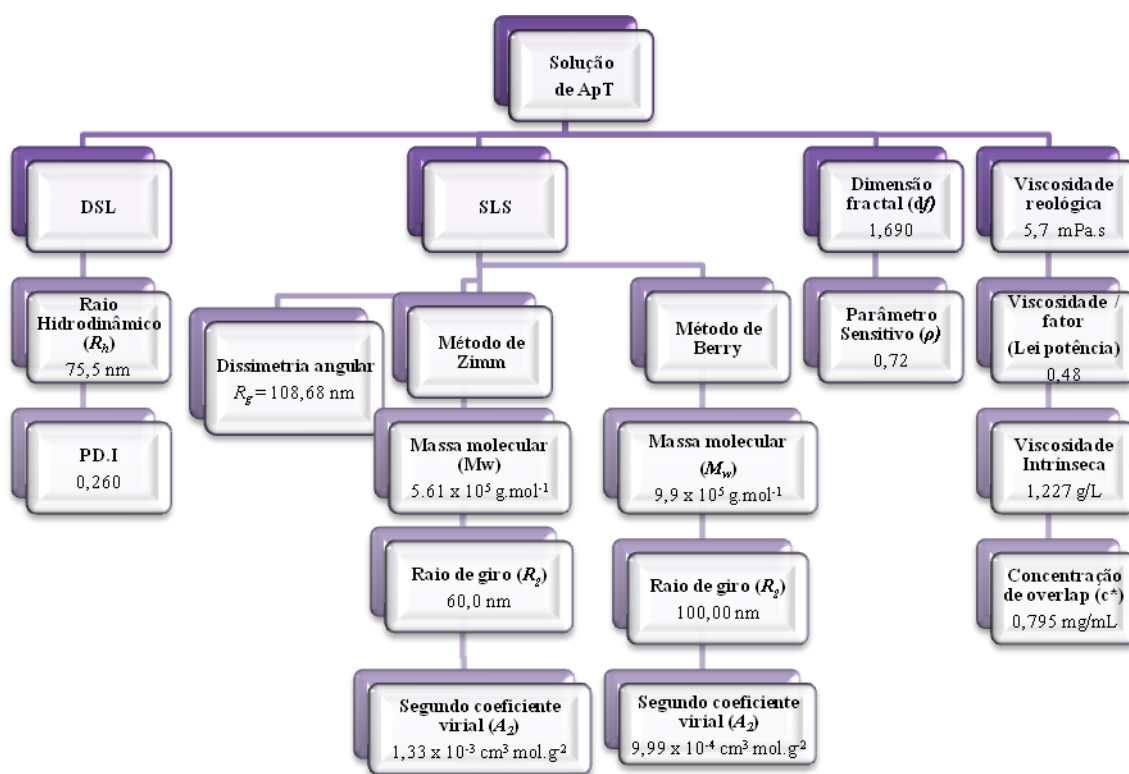 Solução
de ApT
DSL
Raio
Hidrodinâmico
(Rh)
75,5 nm
PD.I
0,260
SLS
Dissimetria angular
Rg = 108,68 nm
Método de
Zimm
Massa molecular
(Mw)
5.61 x 10⁵ g.mol⁻¹
Raio de giro (Rg)
60,0 nm
Segundo coeficiente
virial (A₂)
1,33 x 10⁻³ cm³ mol.g²
Método de
Berry
Massa molecular
(Mw)
9,9 x 10⁵ g.mol⁻¹
Raio de giro (Rg)
100,00 nm
Segundo coeficiente
virial (A₂)
9,99 x 10⁻⁴ cm³ mol.g²
Dimensão
fractal (df)
1,690
Parâmetro
Sensitivo (ρ)
0,72
Viscosidade
reológica
5,7 mPa.s
Viscosidade /
fator
(Lei potência)
0,48
Viscosidade
Intrínseca
1,227 g/L
Concentração
de overlap (c*)
0,795 mg/mL